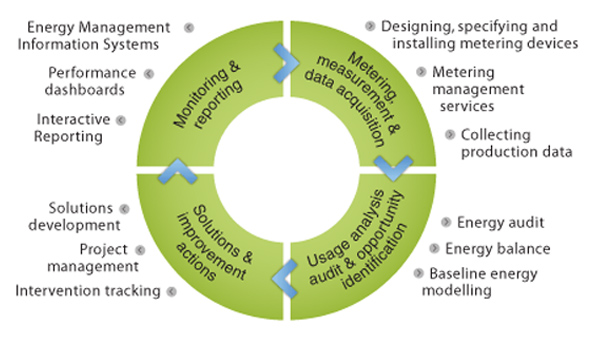 Energy Management
Information Systems
Performance
dashboards
Interactive
Reporting
Monitoring &
reporting
Metering,
measurement &
data acquisition
Designing, specifying and
installing metering devices
Metering
management
services
Collecting
production data
Solutions
development
Project
management
Intervention tracking
Solutions &
improvement
actions
Usage analysis
audit & opportunity
identification
Energy audit
Energy balance
Baseline energy
modelling